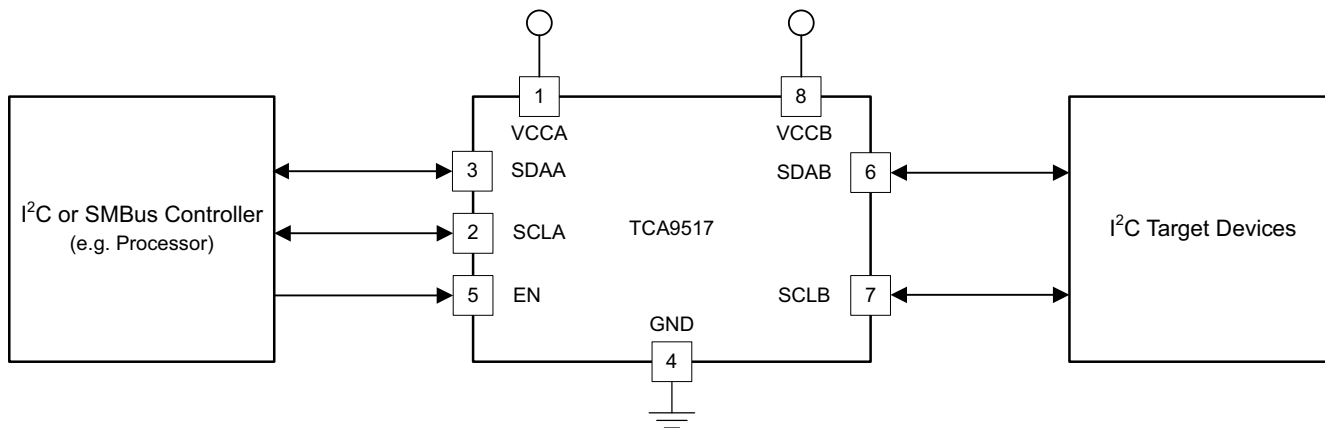 1
8
VCCA
VCCB
3
SDAA
SDAB
6
I²C or SMBus Controller
(e.g. Processor)
2
SCLA
TCA9517
I²C Target Devices
5
EN
SCLB
7
GND
4